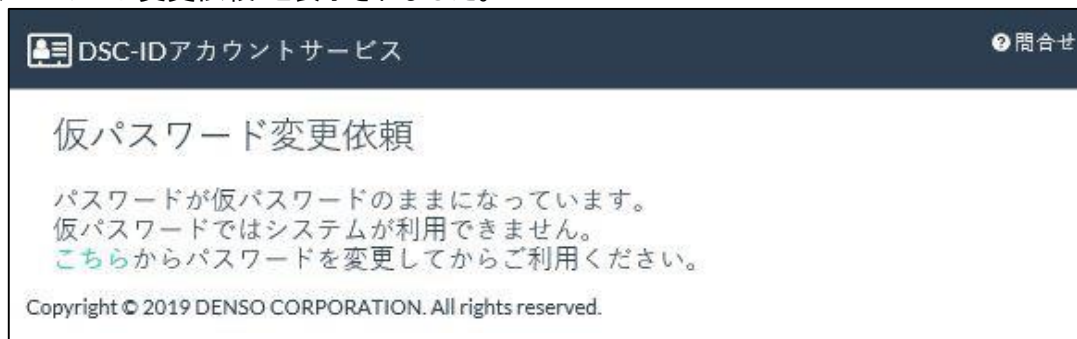 DSC-IDアカウントサービス
問合せ
仮パスワード変更依頼
パスワードが仮パスワードのままになっています。
仮パスワードではシステムが利用できません。
こちらからパスワードを変更してからご利用ください。
Copyright © 2019 DENSO CORPORATION. All rights reserved.